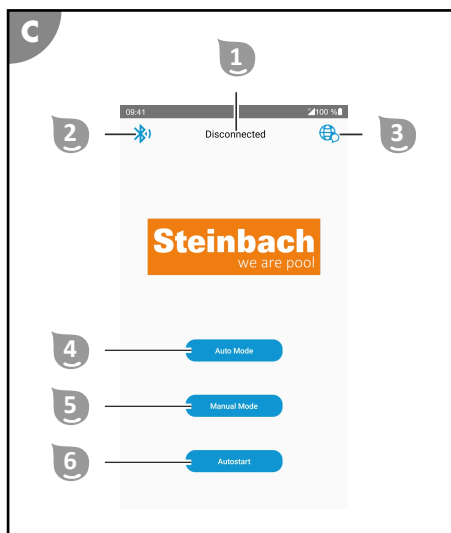 C
1
09:41 100 %
2 Disconnected 3
Steinbach
we are pool
4 Auto Mode
5 Manual Mode
6 Autostart